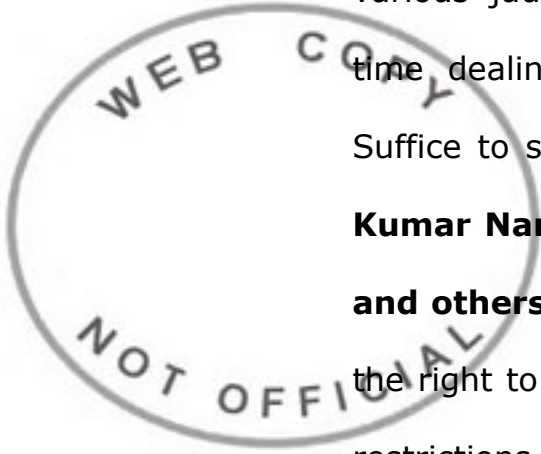 WEB COPY
time dealin
Suffice to s
Kumar Nar
and others
NOT OFFICIAL
the right to